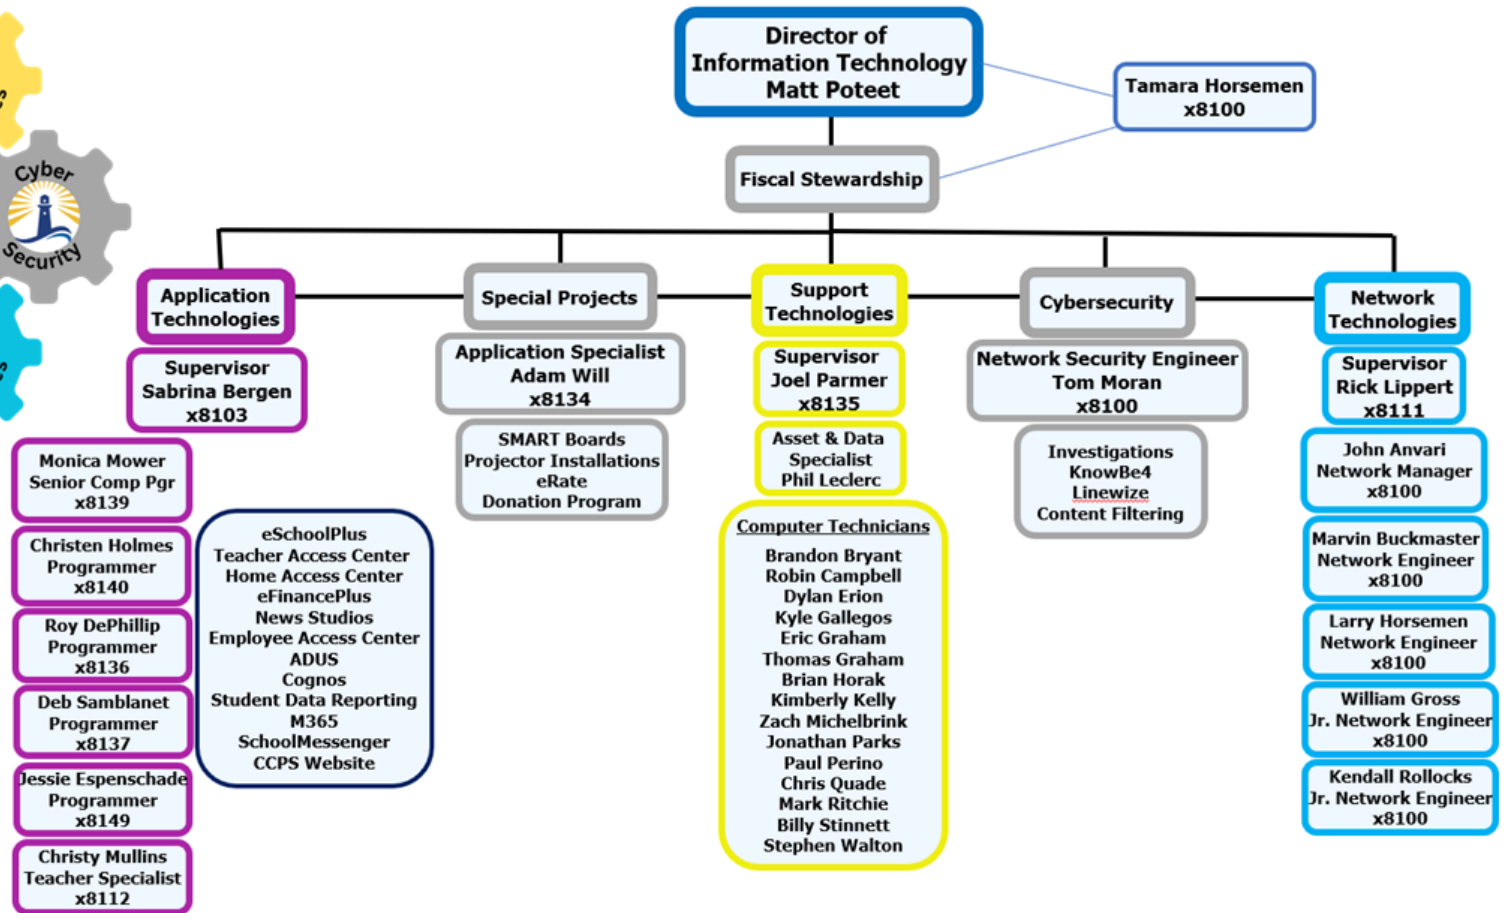 Director of
Information Technology
Matt Poteet
Tamara Horsemen
x8100
Fiscal Stewardship
Cyber
Security
Application
Technologies
Supervisor
Sabrina Bergen
x8103
Monica Mower
Senior Comp Pgr
x8139
Christen Holmes
Programmer
x8140
Roy DePhillip
Programmer
x8136
Deb Samblanet
Programmer
x8137
Jessie Espenschade
Programmer
x8149
Christy Mullins
Teacher Specialist
x8112
eSchoolPlus
Teacher Access Center
Home Access Center
eFinancePlus
News Studios
Employee Access Center
ADUS
Cognos
Student Data Reporting
M365
SchoolMessenger
CCPS Website
Special Projects
Application Specialist
Adam Will
x8134
SMART Boards
Projector Installations
eRate
Donation Program
Support
Technologies
Supervisor
Joel Parmer
x8135
Asset & Data
Specialist
Phil Leclerc
Computer Technicians
Brandon Bryant
Robin Campbell
Dylan Erion
Kyle Gallegos
Eric Graham
Thomas Graham
Brian Horak
Kimberly Kelly
Zach Michelbrink
Jonathan Parks
Paul Perino
Chris Quade
Mark Ritchie
Billy Stinnett
Stephen Walton
Cybersecurity
Network Security Engineer
Tom Moran
x8100
Investigations
KnowBe4
Linewize
Content Filtering
Network
Technologies
Supervisor
Rick Lippert
x8111
John Anvari
Network Manager
x8100
Marvin Buckmaster
Network Engineer
x8100
Larry Horsemen
Network Engineer
x8100
William Gross
Jr. Network Engineer
x8100
Kendall Rollocks
Jr. Network Engineer
x8100